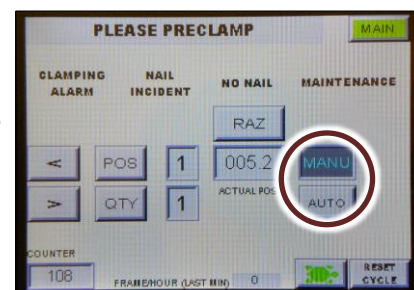 PLEASE PRECLAMP
MAIN
CLAMPING ALARM
NAIL INCIDENT
NO NAIL
MAINTENANCE
RAZ
< POS 1 005.2 MANU
ACTUAL POS
> QTY 1 AUTO
COUNTER
108
FRAME/HOUR (LAST MIN) 0
RESET CYCLE